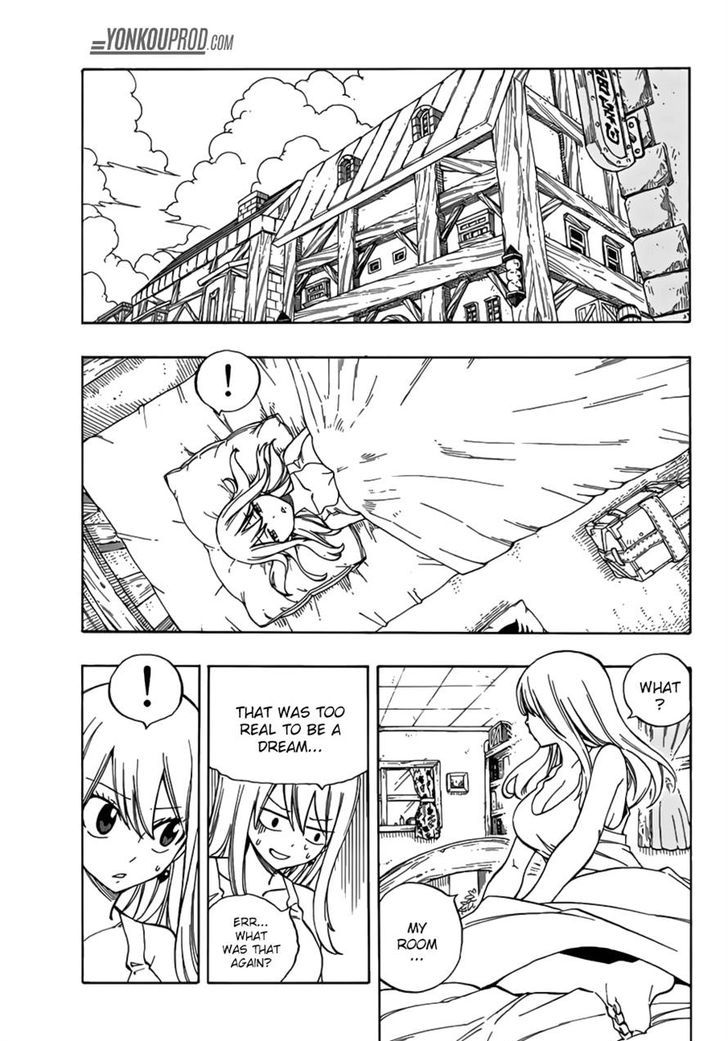 YONKOUPROD.COM
!
WHAT
?
MY
ROOM
...
THAT WAS TOO
REAL TO BE A
DREAM...
ERR...
WHAT
WAS THAT
AGAIN?
!